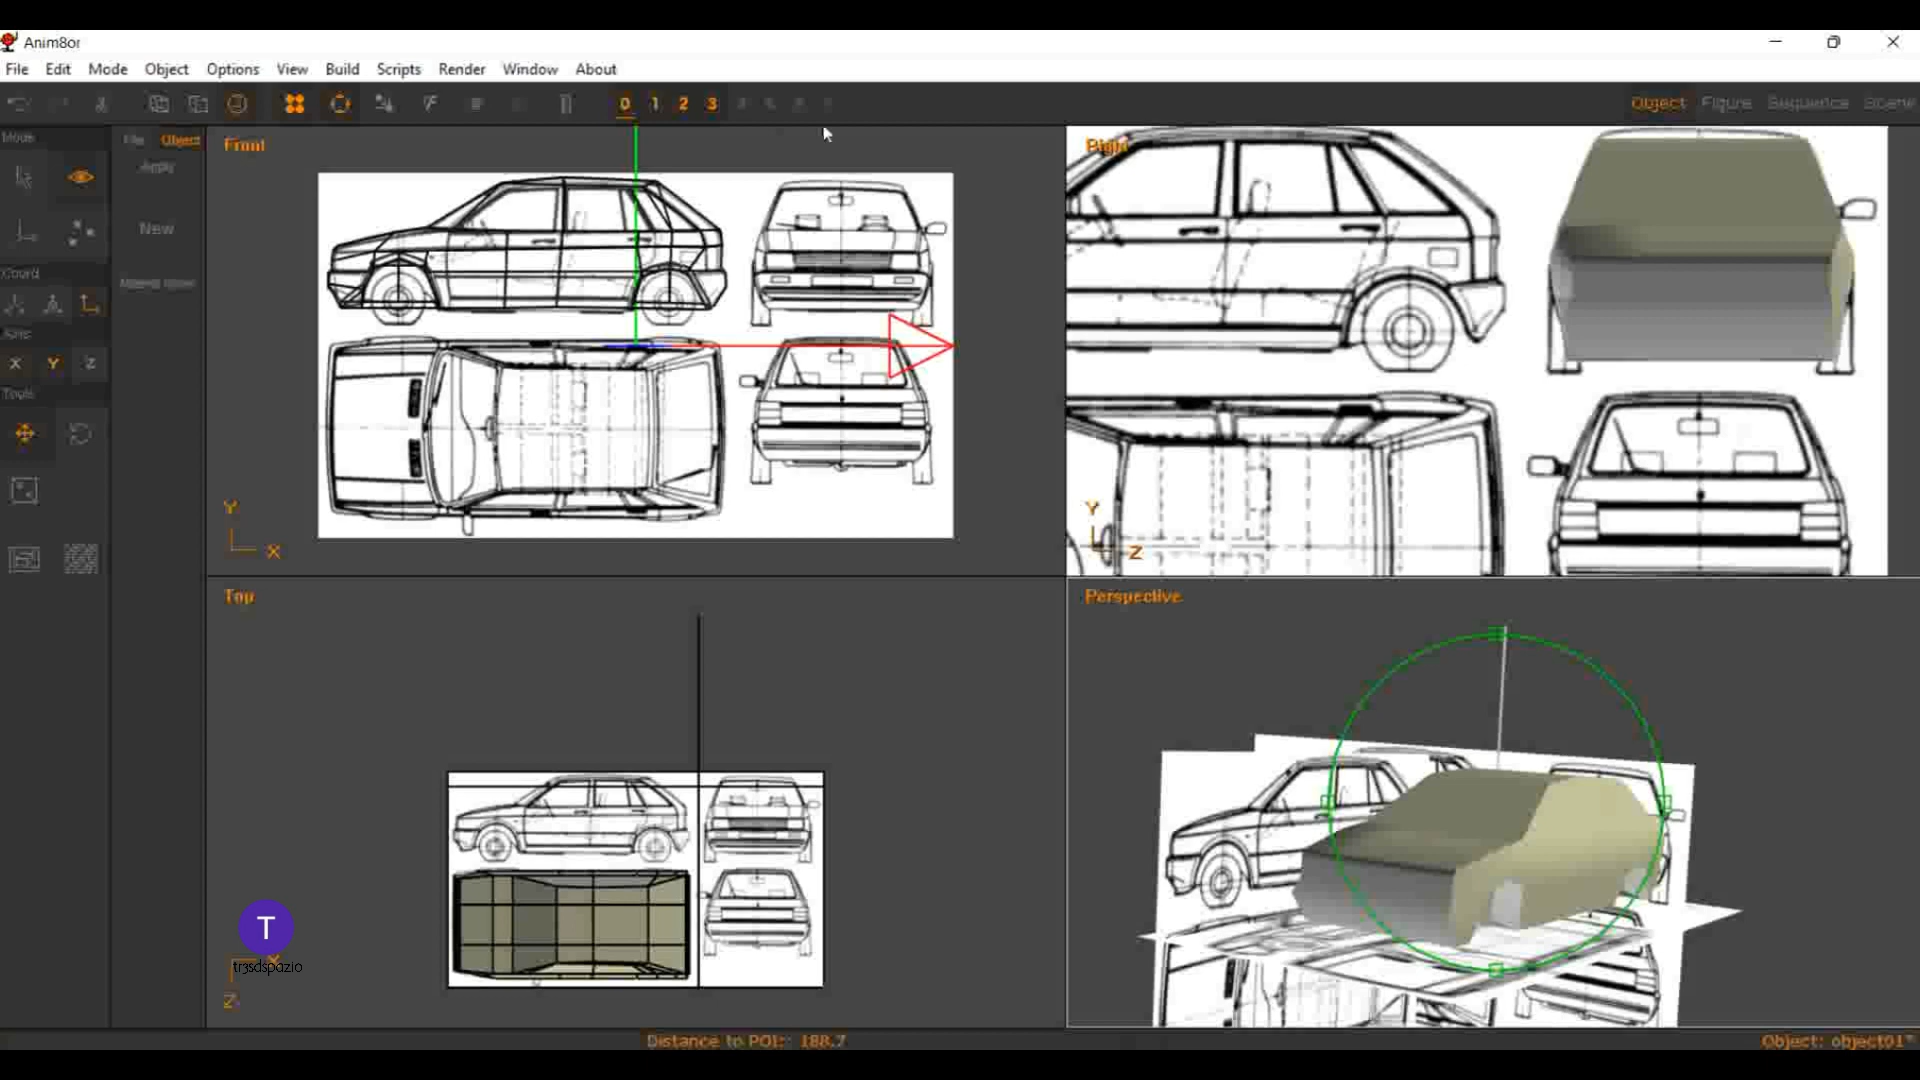 Anim8or
File Edit Mode Object Options View Build Scripts Render Window About
0 1 2 3
Object Figure Sequence Scene
Mode
File Object
Apply
New
Coord
Axis
X Y Z
Tools
Front
Y
X
Right
Y
Z
Top
T
tr3sdspazio
X
Z
Perspective
Distance to POI: 188.7
Object: object01*